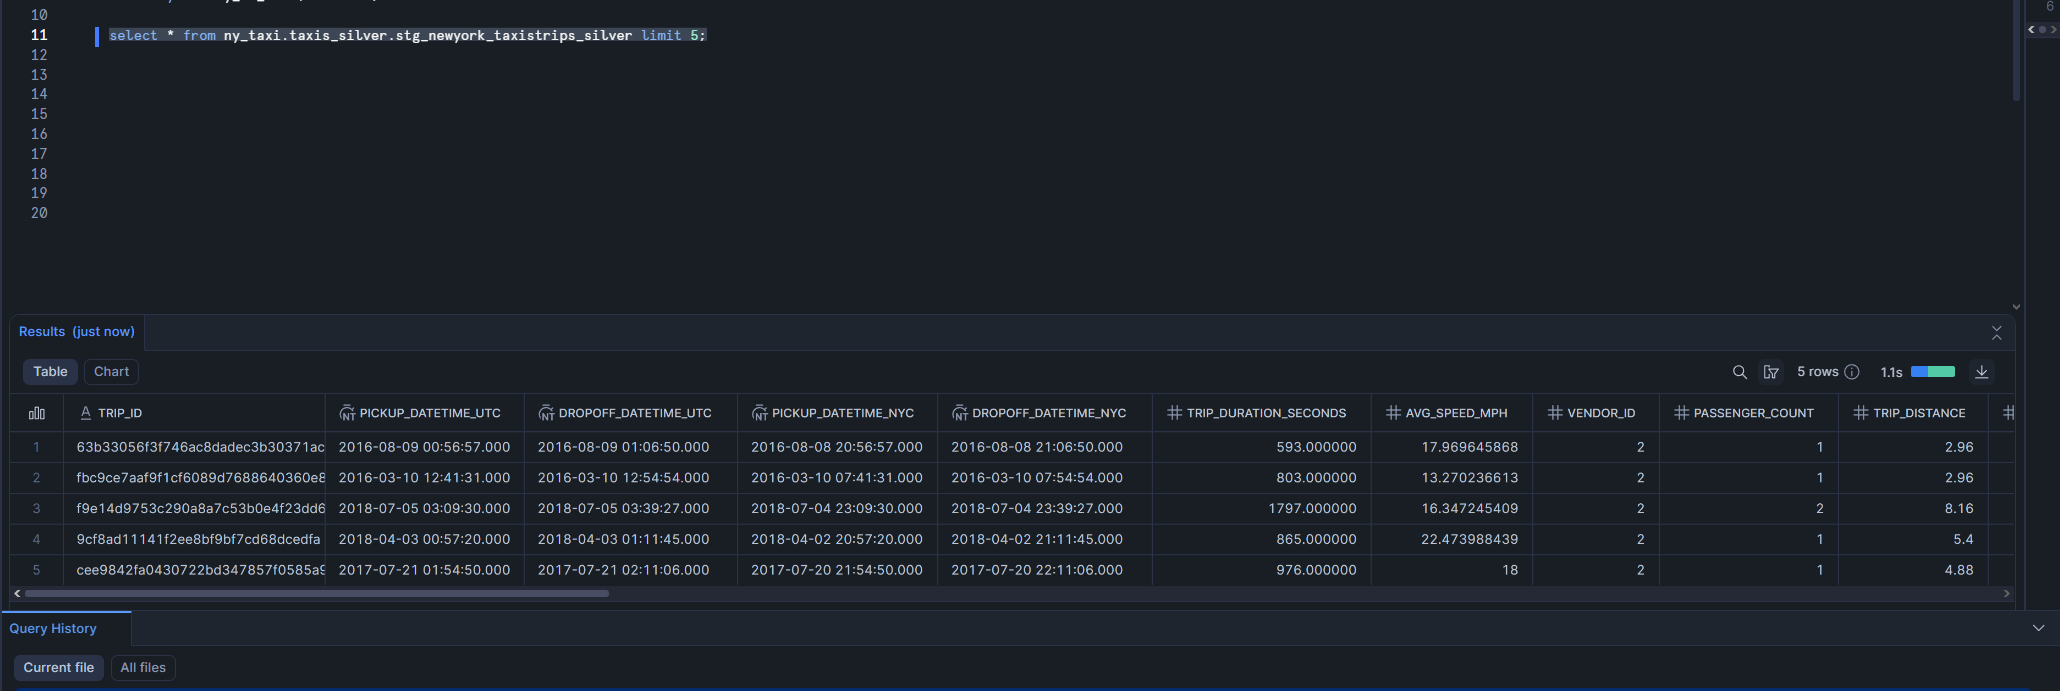 10
11 select * from ny_taxi.taxis_silver.stg_newyork_taxistrips_silver limit 5;
12
13
14
15
16
17
18
19
20
6
Results (just now)
Table Chart 5 rows 1.1s
TRIP_ID PICKUP_DATETIME_UTC DROPOFF_DATETIME_UTC PICKUP_DATETIME_NYC DROPOFF_DATETIME_NYC TRIP_DURATION_SECONDS AVG_SPEED_MPH VENDOR_ID PASSENGER_COUNT TRIP_DISTANCE
1 63b33056f3f746ac8dadec3b30371ac 2016-08-09 00:56:57.000 2016-08-09 01:06:50.000 2016-08-08 20:56:57.000 2016-08-08 21:06:50.000 593.000000 17.969645868 2 1 2.96
2 fbc9ce7aaf9f1cf6089d7688640360e8 2016-03-10 12:41:31.000 2016-03-10 12:54:54.000 2016-03-10 07:41:31.000 2016-03-10 07:54:54.000 803.000000 13.270236613 2 1 2.96
3 f9e14d9753c290a8a7c53b0e4f23dd6 2018-07-05 03:09:30.000 2018-07-05 03:39:27.000 2018-07-04 23:09:30.000 2018-07-04 23:39:27.000 1797.000000 16.347245409 2 2 8.16
4 9cf8ad11141f2ee8bf9bf7cd68dcedfa 2018-04-03 00:57:20.000 2018-04-03 01:11:45.000 2018-04-02 20:57:20.000 2018-04-02 21:11:45.000 865.000000 22.473988439 2 1 5.4
5 cee9842fa0430722bd347857f0585a9 2017-07-21 01:54:50.000 2017-07-21 02:11:06.000 2017-07-20 21:54:50.000 2017-07-20 22:11:06.000 976.000000 18 2 1 4.88
Query History
Current file All files